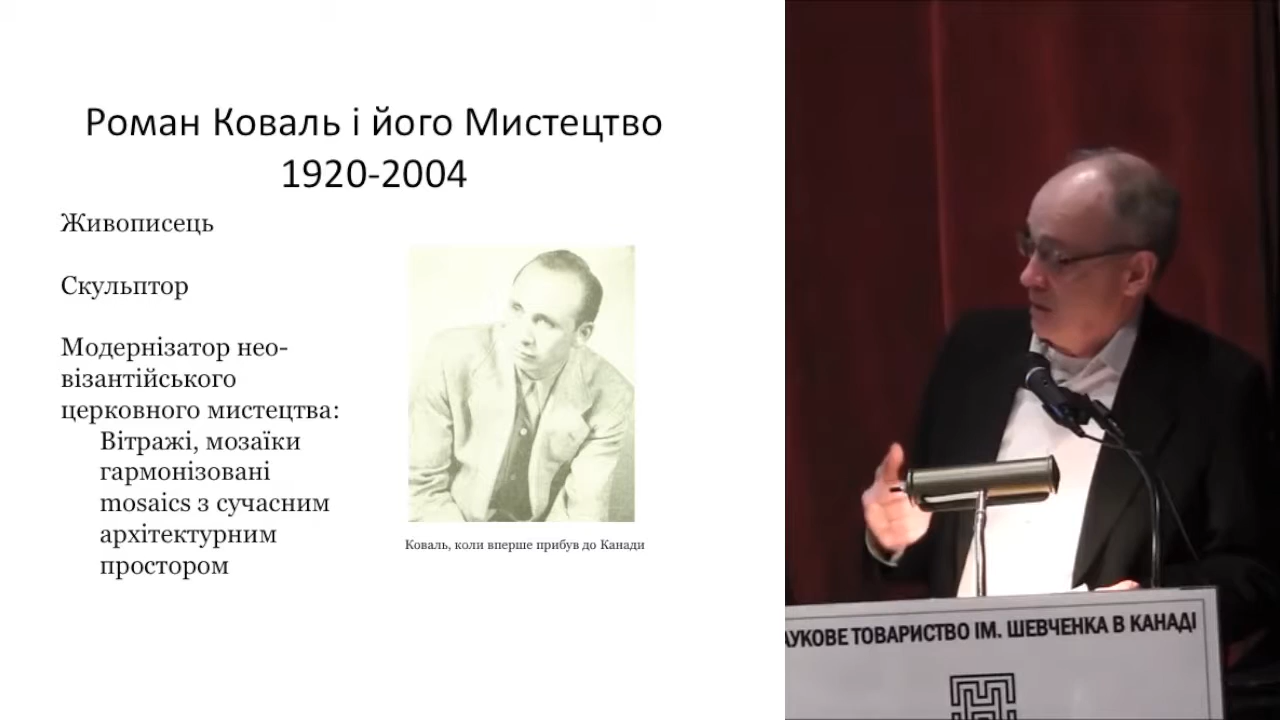 Роман Коваль і його Мистецтво
1920-2004
Живописець
Скульптор
Модернізатор нео-
візантійського
церковного мистецтва:
Вітражі, мозаїки
гармонізовані
mosaics з сучасним
архітектурним
простором
Коваль, коли вперше прибув до Канади
АУКОВЕ ТОВАРИСТВО ІМ. ШЕВЧЕНКА В КАНАДІ